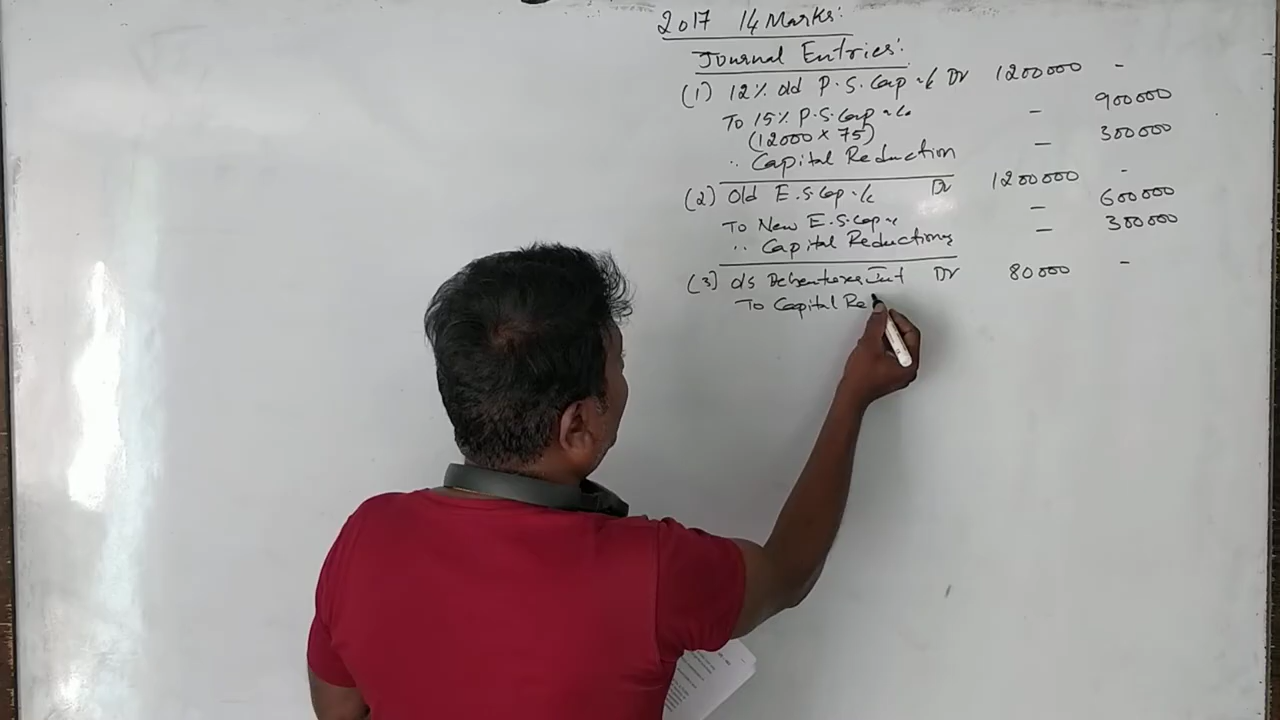 2017 14 Marks:
Journal Entries:
(1) 12% old P.S.Cap a/c Dr 1200000 -
To 15% P.S.Cap a/c - 900000
(12000 x 75)
" Capital Reduction - 300000
(2) Old E.S.Cap a/c Dr 1200000 -
To New E.S.Cap a/c - 600000
" Capital Reduction - 300000
(3) o/s Debentures Int Dr 80000 -
To Capital Re